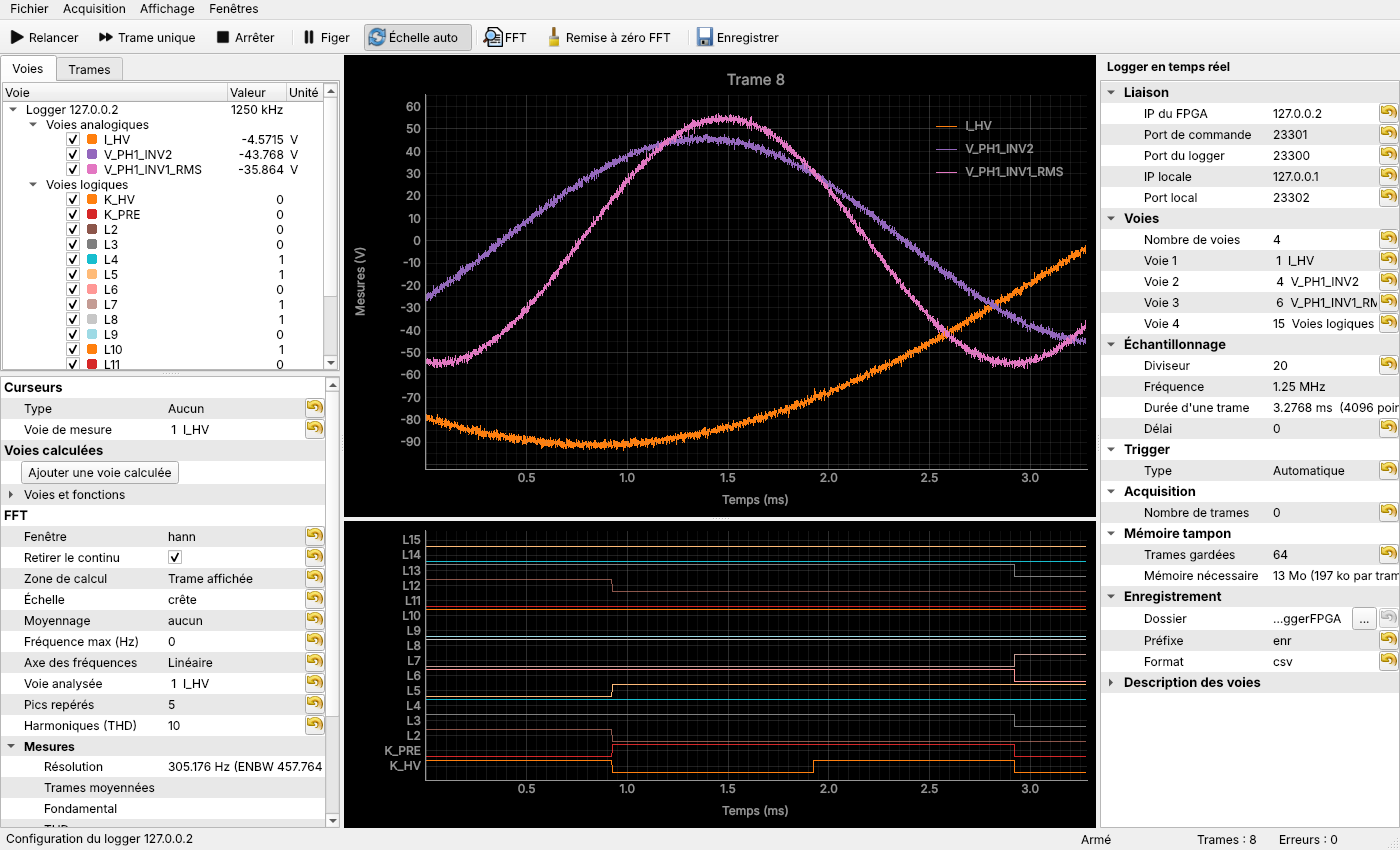 Fichier Acquisition Affichage Fenêtres
Relancer Trame unique Arrêter Figer Échelle auto FFT Remise à zéro FFT Enregistrer
Voies Trames
Voie Valeur Unité
Logger 127.0.0.2 1250 kHz
Voies analogiques
I_HV -4.5715 V
V_PH1_INV2 -43.768 V
V_PH1_INV1_RMS -35.864 V
Voies logiques
K_HV 0
K_PRE 0
L2 0
L3 0
L4 1
L5 1
L6 0
L7 1
L8 1
L9 0
L10 1
L11 0
Curseurs
Type Aucun
Voie de mesure 1 I_HV
Voies calculées
Ajouter une voie calculée
Voies et fonctions
FFT
Fenêtre hann
Retirer le continu
Zone de calcul Trame affichée
Échelle crête
Moyennage aucun
Fréquence max (Hz) 0
Axe des fréquences Linéaire
Voie analysée 1 I_HV
Pics repérés 5
Harmoniques (THD) 10
Mesures
Résolution 305.176 Hz (ENBW 457.764
Trames moyennées
Fondamental
Trame 8
60
50
40
30
20
10
0
-10
-20
-30
-40
-50
-60
-70
-80
-90
Mesures (V)
I_HV
V_PH1_INV2
V_PH1_INV1_RMS
0.5 1.0 1.5 2.0 2.5 3.0
Temps (ms)
L15
L14
L13
L12
L11
L10
L9
L8
L7
L6
L5
L4
L3
L2
K_PRE
K_HV
0.5 1.0 1.5 2.0 2.5 3.0
Temps (ms)
Logger en temps réel
Liaison
IP du FPGA 127.0.0.2
Port de commande 23301
Port du logger 23300
IP locale 127.0.0.1
Port local 23302
Voies
Nombre de voies 4
Voie 1 1 I_HV
Voie 2 4 V_PH1_INV2
Voie 3 6 V_PH1_INV1_RM
Voie 4 15 Voies logiques
Échantillonnage
Diviseur 20
Fréquence 1.25 MHz
Durée d'une trame 3.2768 ms (4096 poin
Délai 0
Trigger
Type Automatique
Acquisition
Nombre de trames 0
Mémoire tampon
Trames gardées 64
Mémoire nécessaire 13 Mo (197 ko par tram
Enregistrement
Dossier ...ggerFPGA ...
Préfixe enr
Format csv
Description des voies
Configuration du logger 127.0.0.2 Armé Trames : 8 Erreurs : 0